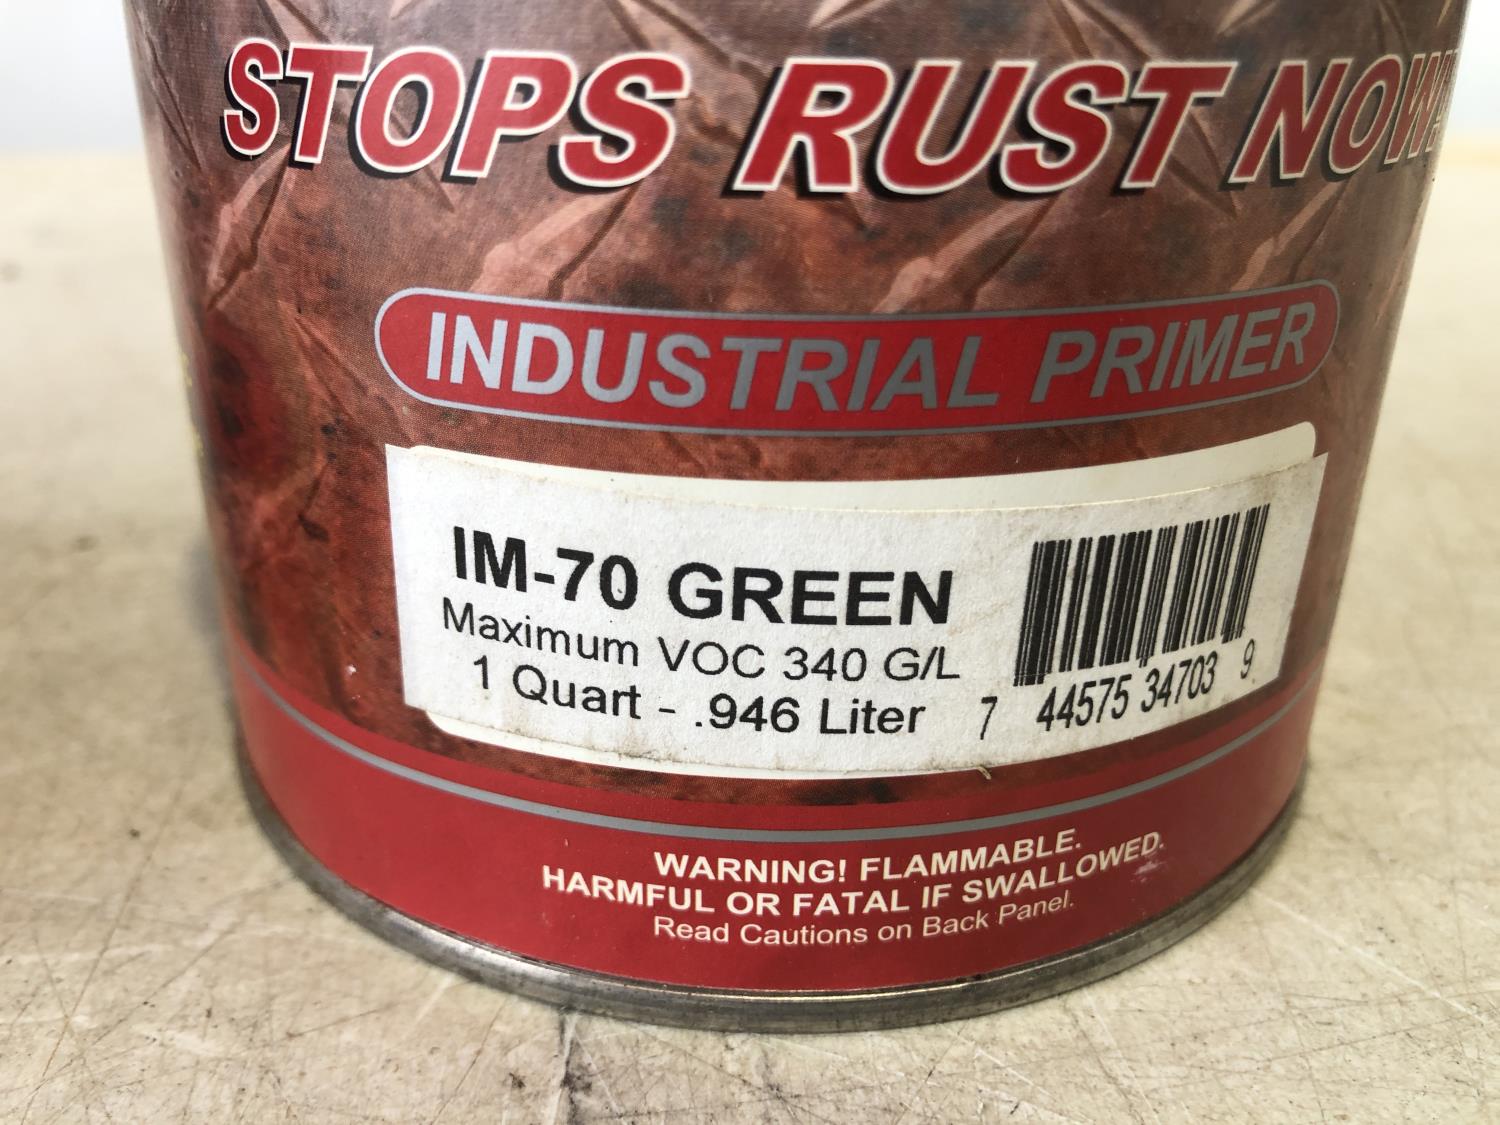 STOPS RUST NOW!
INDUSTRIAL PRIMER
IM-70 GREEN
Maximum VOC 340 G/L
1 Quart - .946 Liter
7 44575 34703 9
WARNING! FLAMMABLE.
HARMFUL OR FATAL IF SWALLOWED.
Read Cautions on Back Panel.